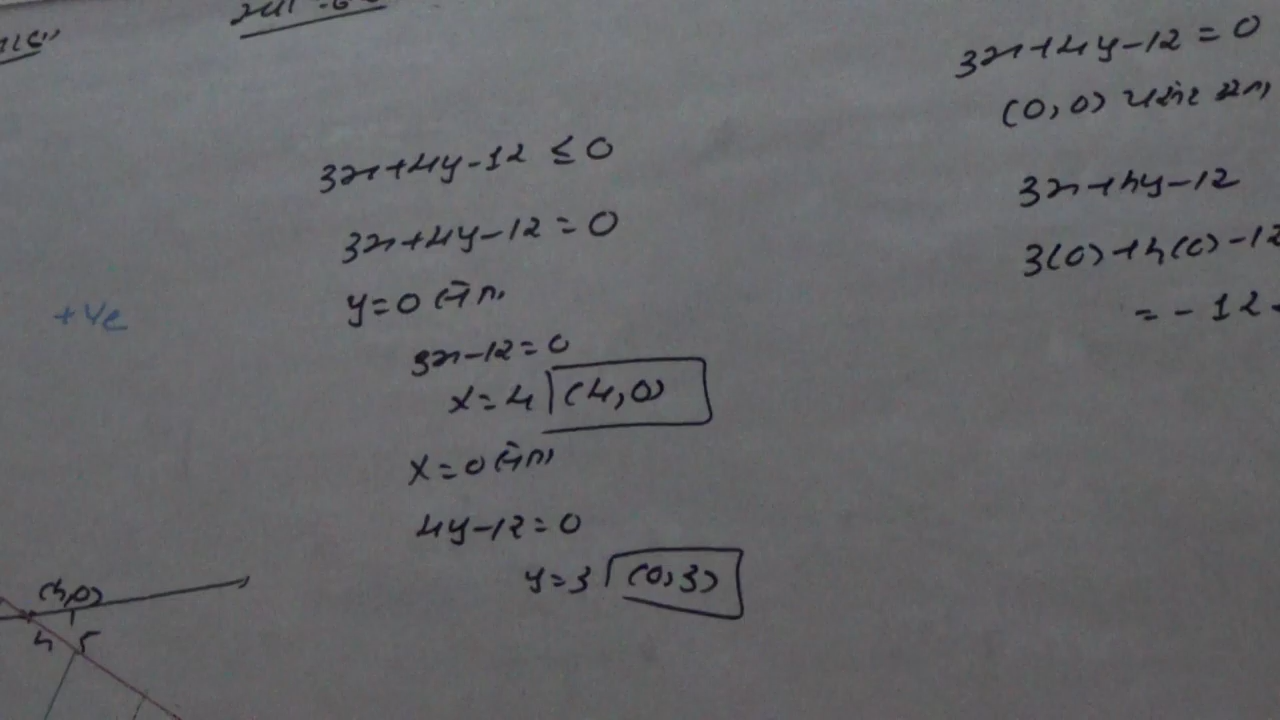 3x+4y-12 ≤ 0
3x+4y-12 = 0
y=0
3x-12=0
x=4 (4,0)
x=0
4y-12=0
y=3 (0,3)
3x+4y-12 = 0
(0,0)
3x+4y-12
3(0)+4(0)-12
= -12
+ve
(4,0)
4 5